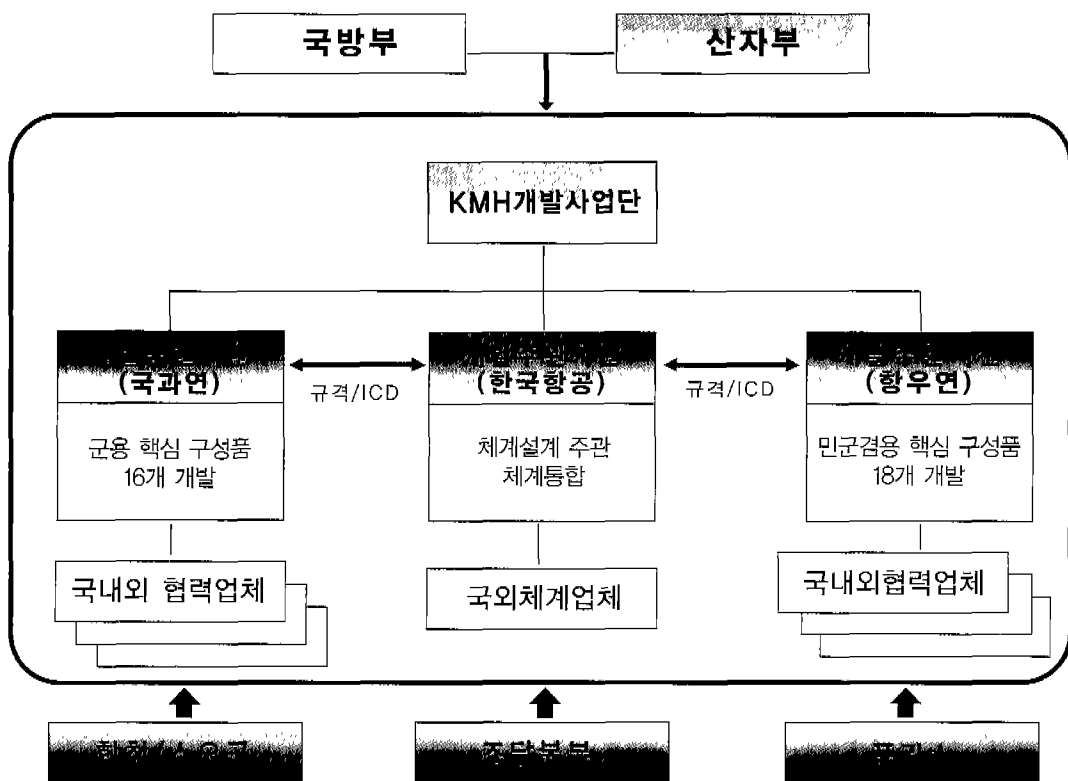 국방부
산자부
KMH개발사업단
(국과연)
규격/ICD
(한국항공)
규격/ICD
(항우연)
군용 핵심 구성품
16개 개발
체계설계 주관
체계통합
민군겸용 핵심 구성품
18개 개발
국내외 협력업체
국외체계업체
국내외협력업체
조달본부